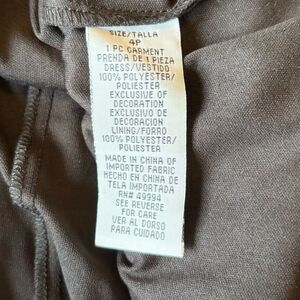 SIZE/TALLA
4P
1 PC GARMENT
PRENDA DE 1 PIEZA
DRESS/VESTIDO
100% POLYESTER/
POLIESTER
EXCLUSIVE OF
DECORATION
EXCLUSIVO DE
DECORACION
LINING/FORRO
100% POLYESTER/
POLIESTER
MADE IN CHINA OF
IMPORTED FABRIC
HECHO EN CHINA DE
TELA IMPORTADA
RN# 49994
SEE REVERSE
FOR CARE
VER AL DORSO
PARA CUIDADO